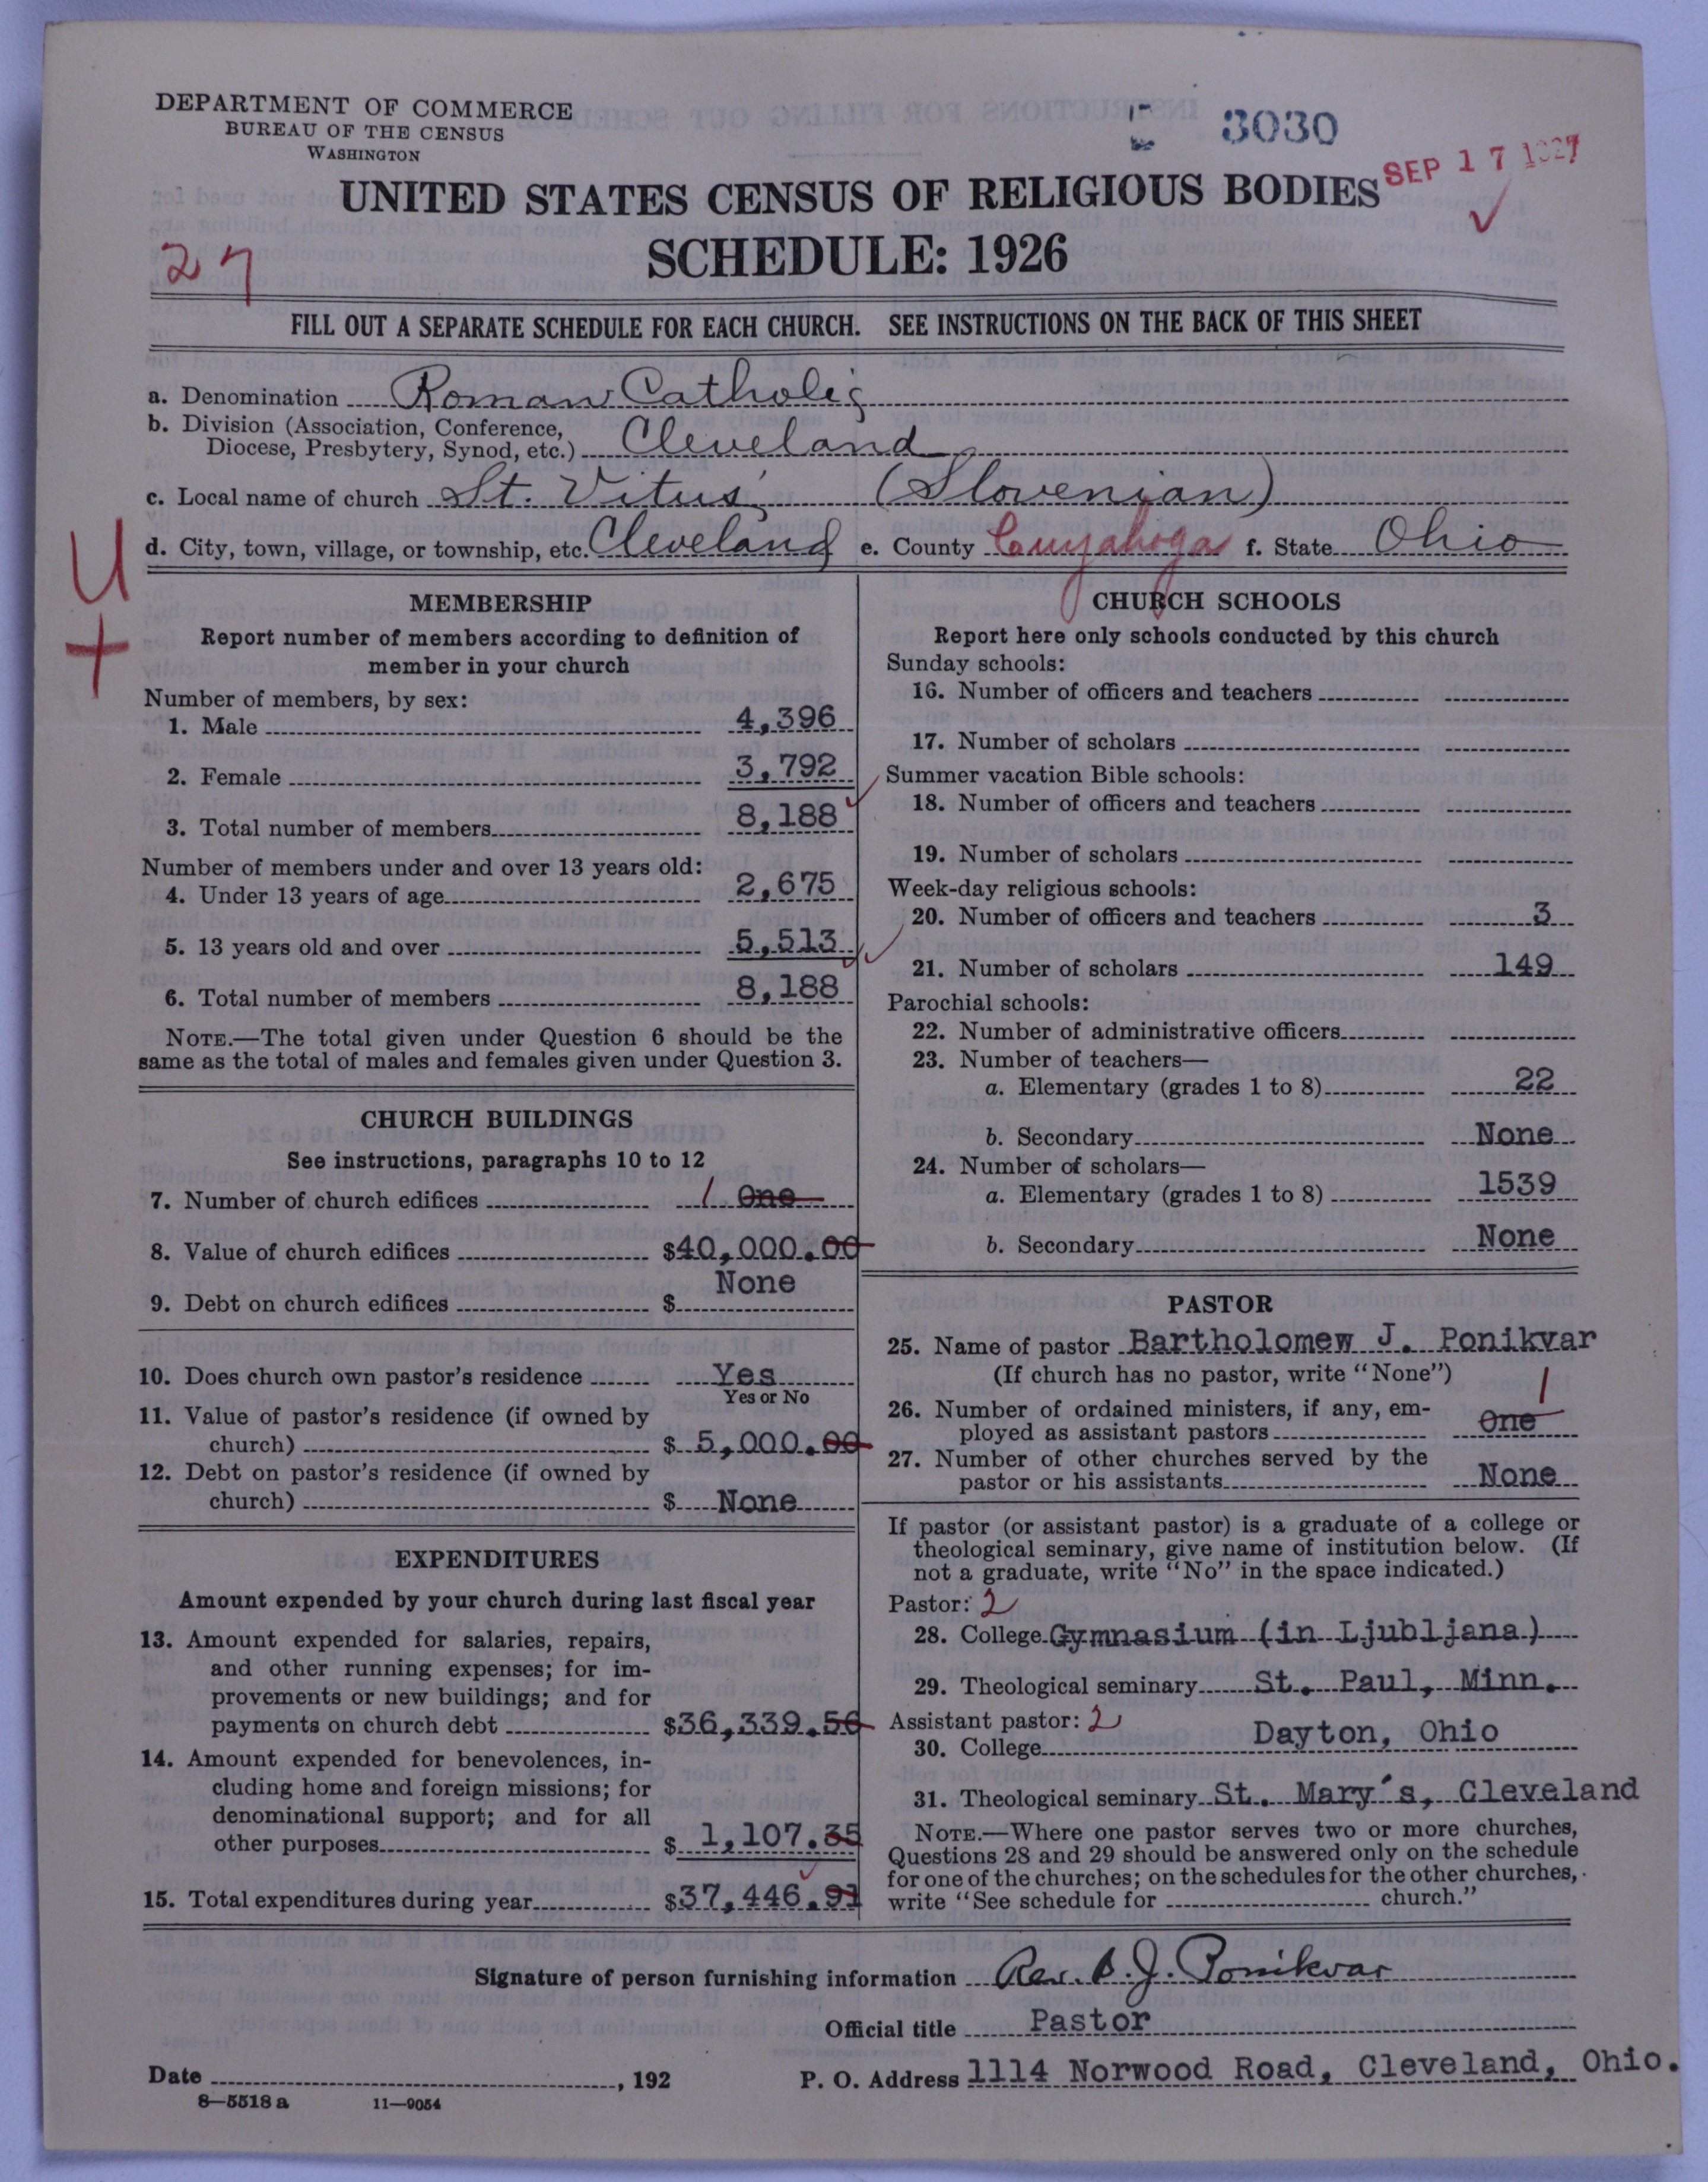 DEPARTMENT OF COMMERCE
BUREAU OF THE CENSUS
WASHINGTON
3030
SEP 17 1927
UNITED STATES CENSUS OF RELIGIOUS BODIES
SCHEDULE: 1926
27
FILL OUT A SEPARATE SCHEDULE FOR EACH CHURCH. SEE INSTRUCTIONS ON THE BACK OF THIS SHEET
a. Denomination Roman Catholic
b. Division (Association, Conference,
Diocese, Presbytery, Synod, etc.) Cleveland
c. Local name of church St. Vitus' (Slovenian)
d. City, town, village, or township, etc. Cleveland e. County Cuyahoga f. State Ohio
U
+
MEMBERSHIP
Report number of members according to definition of
member in your church
Number of members, by sex:
1. Male 4,396
2. Female 3,792
3. Total number of members 8,188
Number of members under and over 13 years old:
4. Under 13 years of age 2,675
5. 13 years old and over 5,513
6. Total number of members 8,188
NOTE.—The total given under Question 6 should be the
same as the total of males and females given under Question 3.
CHURCH BUILDINGS
See instructions, paragraphs 10 to 12
7. Number of church edifices 1 One
8. Value of church edifices $40,000.00
9. Debt on church edifices $ None
10. Does church own pastor's residence Yes
Yes or No
11. Value of pastor's residence (if owned by
church) $ 5,000.00
12. Debt on pastor's residence (if owned by
church) $ None
EXPENDITURES
Amount expended by your church during last fiscal year
13. Amount expended for salaries, repairs,
and other running expenses; for im-
provements or new buildings; and for
payments on church debt $36,339.56
14. Amount expended for benevolences, in-
cluding home and foreign missions; for
denominational support; and for all
other purposes $ 1,107.35
15. Total expenditures during year $37,446.91
CHURCH SCHOOLS
Report here only schools conducted by this church
Sunday schools:
16. Number of officers and teachers
17. Number of scholars
Summer vacation Bible schools:
18. Number of officers and teachers
19. Number of scholars
Week-day religious schools:
20. Number of officers and teachers 3
21. Number of scholars 149
Parochial schools:
22. Number of administrative officers
23. Number of teachers—
a. Elementary (grades 1 to 8) 22
b. Secondary None
24. Number of scholars—
a. Elementary (grades 1 to 8) 1539
b. Secondary None
PASTOR
25. Name of pastor Bartholomew J. Ponikvar
(If church has no pastor, write "None")
26. Number of ordained ministers, if any, em-
ployed as assistant pastors One 1
27. Number of other churches served by the
pastor or his assistants None
If pastor (or assistant pastor) is a graduate of a college or
theological seminary, give name of institution below. (If
not a graduate, write "No" in the space indicated.)
Pastor: 2
28. College Gymnasium (in Ljubljana)
29. Theological seminary St. Paul, Minn.
Assistant pastor: 2
30. College Dayton, Ohio
31. Theological seminary St. Mary's, Cleveland
NOTE.—Where one pastor serves two or more churches,
Questions 28 and 29 should be answered only on the schedule
for one of the churches; on the schedules for the other churches,
write "See schedule for church."
Signature of person furnishing information Rev. B. J. Ponikvar
Official title Pastor
Date , 192 P. O. Address 1114 Norwood Road, Cleveland, Ohio.
8—5518 a 11—9054